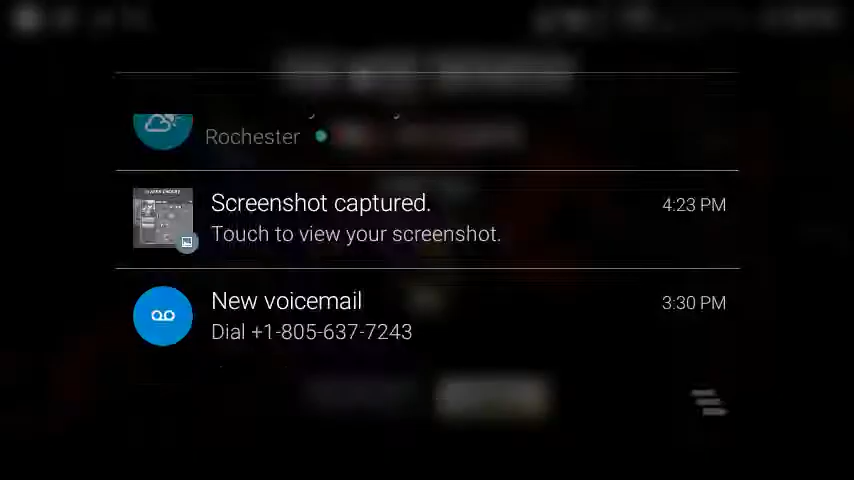 Rochester
Screenshot captured.
4:23 PM
Touch to view your screenshot.
New voicemail
3:30 PM
Dial +1-805-637-7243